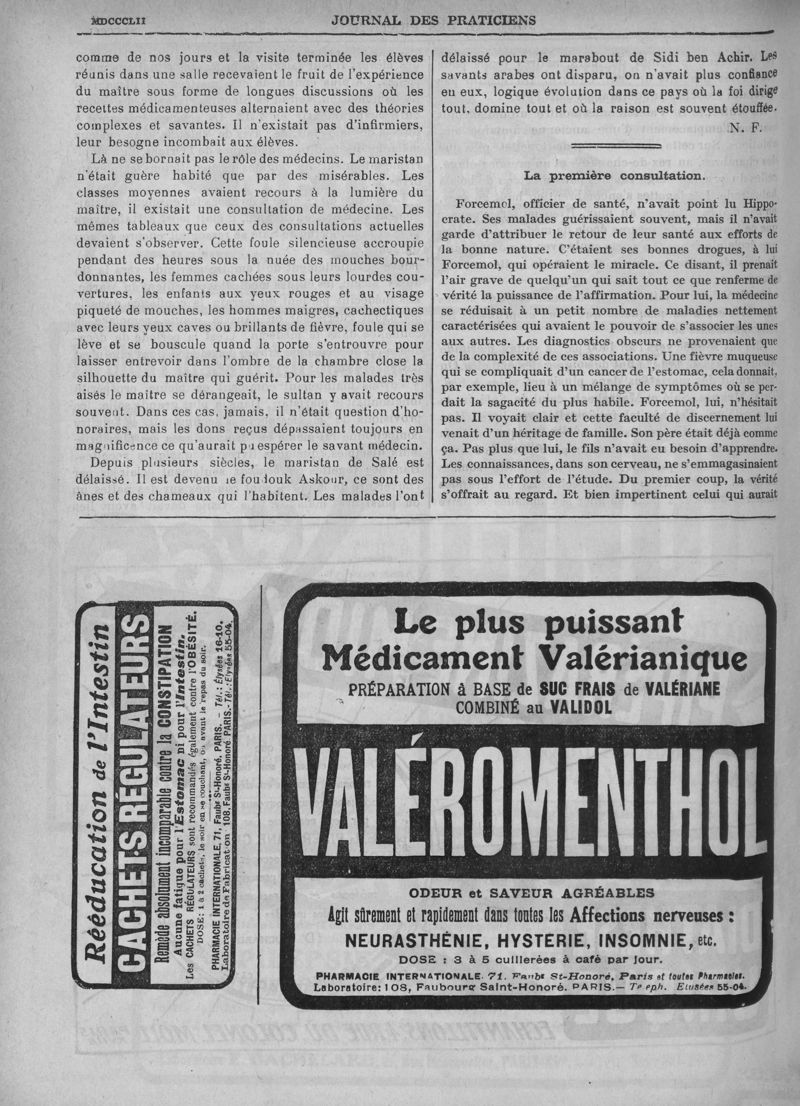 MDCCCLII
JOURNAL DES PRATICIENS
comme de nos jours et la visite terminée les élèves
réunis dans une salle recevaient le fruit de l'expérience
du maître sous forme de longues discussions où les
recettes médicamenteuses alternaient avec des théories
complexes et savantes. Il n'existait pas d'infirmiers,
leur besogne incombait aux élèves.
Là ne se bornait pas le rôle des médecins. Le maristan
n'était guère habité que par des misérables. Les
classes moyennes avaient recours à la lumière du
maître, il existait une consultation de médecine. Les
mêmes tableaux que ceux des consultations actuelles
devaient s'observer. Cette foule silencieuse accroupie
pendant des heures sous la nuée des mouches bour-
donnantes, les femmes cachées sous leurs lourdes cou-
vertures, les enfants aux yeux rouges et au visage
piqueté de mouches, les hommes maigres, cachectiques
avec leurs yeux caves ou brillants de fièvre, foule qui se
lève et se bouscule quand la porte s'entrouvre pour
laisser entrevoir dans l'ombre de la chambre close la
silhouette du maître qui guérit. Pour les malades très
aisés le maître se dérangeait, le sultan y avait recours
souvent. Dans ces cas, jamais, il n'était question d'ho-
noraires, mais les dons reçus dépassaient toujours en
magnificence ce qu'aurait pu espérer le savant médecin.
Depuis plusieurs siècles, le maristan de Salé est
délaissé. Il est devenu le foudouk Askour, ce sont des
ânes et des chameaux qui l'habitent. Les malades l'ont
délaissé pour le marabout de Sidi ben Achir. Les
savants arabes ont disparu, on n'avait plus confiance
en eux, logique évolution dans ce pays où la foi dirige
tout, domine tout et où la raison est souvent étouffée.
N. F.
La première consultation.
Forcemol, officier de santé, n'avait point lu Hippo-
crate. Ses malades guérissaient souvent, mais il n'avait
garde d'attribuer le retour de leur santé aux efforts de
la bonne nature. C'étaient ses bonnes drogues, à lui
Forcemol, qui opéraient le miracle. Ce disant, il prenait
l'air grave de quelqu'un qui sait tout ce que renferme de
vérité la puissance de l'affirmation. Pour lui, la médecine
se réduisait à un petit nombre de maladies nettement
caractérisées qui avaient le pouvoir de s'associer les unes
aux autres. Les diagnostics obscurs ne provenaient que
de la complexité de ces associations. Une fièvre muqueuse
qui se compliquait d'un cancer de l'estomac, cela donnait,
par exemple, lieu à un mélange de symptômes où se per-
dait la sagacité du plus habile. Forcemol, lui, n'hésitait
pas. Il voyait clair et cette faculté de discernement lui
venait d'un héritage de famille. Son père était déjà comme
ça. Pas plus que lui, le fils n'avait eu besoin d'apprendre.
Les connaissances, dans son cerveau, ne s'emmagasinaient
pas sous l'effort de l'étude. Du premier coup, la vérité
s'offrait au regard. Et bien impertinent celui qui aurait
Rééducation de l'Intestin
CACHETS RÉGULATEURS
Remède absolument incomparable contre la CONSTIPATION
Aucune fatigue pour l'Estomac ni pour l'Intestin.
Les CACHETS RÉGULATEURS sont recommandés également contre l'OBÉSITÉ.
DOSE: 1 à 2 cachets, le soir en se couchant, ou avant le repas du soir.
PHARMACIE INTERNATIONALE, 71, Faubg St-Honoré, PARIS. – Tél.: Élysées 16-10.
Laboratoire de Fabrication 108, Faubg St-Honoré PARIS.-Tél.: Élysées 55-04.
Le plus puissant
Médicament Valérianique
PRÉPARATION à BASE de SUC FRAIS de VALÉRIANE
COMBINÉ au VALIDOL
VALÉROMENTHOL
ODEUR et SAVEUR AGRÉABLES
Agit sûrement et rapidement dans toutes les Affections nerveuses :
NEURASTHÉNIE, HYSTERIE, INSOMNIE, etc.
DOSE : 3 à 5 cuillerées à café par jour.
PHARMACIE INTERNATIONALE. 71, Faubg St-Honoré, Paris et toutes Pharmacies.
Laboratoire: 108, Faubourg Saint-Honoré. PARIS.— Téléph. Elysées 55-04.